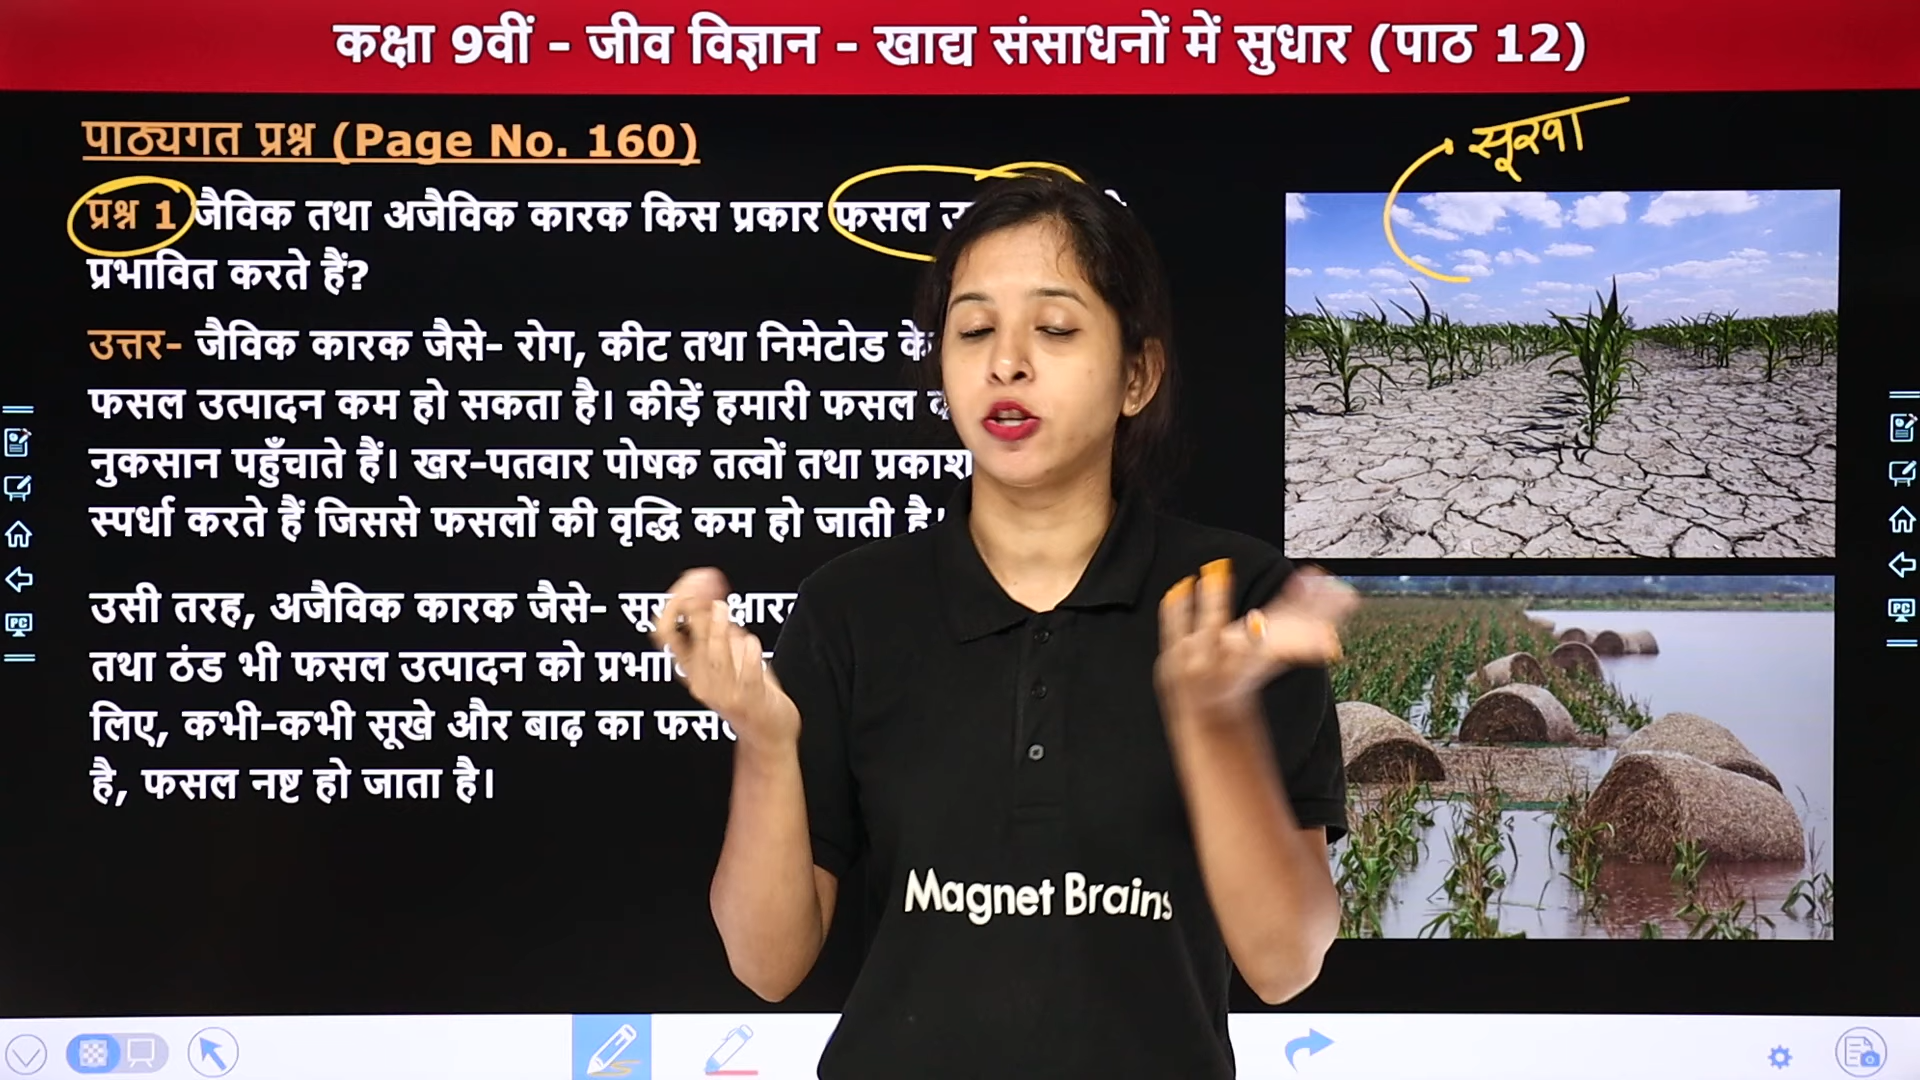 कक्षा 9वीं - जीव विज्ञान - खाद्य संसाधनों में सुधार (पाठ 12)
सूखा
पाठ्यगत प्रश्न (Page No. 160)
प्रश्न 1 जैविक तथा अजैविक कारक किस प्रकार फसल
प्रभावित करते हैं?
उत्तर- जैविक कारक जैसे- रोग, कीट तथा निमेटोड के
फसल उत्पादन कम हो सकता है। कीड़ें हमारी फसल
नुकसान पहुँचाते हैं। खर-पतवार पोषक तत्वों तथा प्रकाश
स्पर्धा करते हैं जिससे फसलों की वृद्धि कम हो जाती है।
उसी तरह, अजैविक कारक जैसे-
तथा ठंड भी फसल उत्पादन को
लिए, कभी-कभी सूखे और बाढ़ का
है, फसल नष्ट हो जाता है।
Magnet Brains
PC
PC